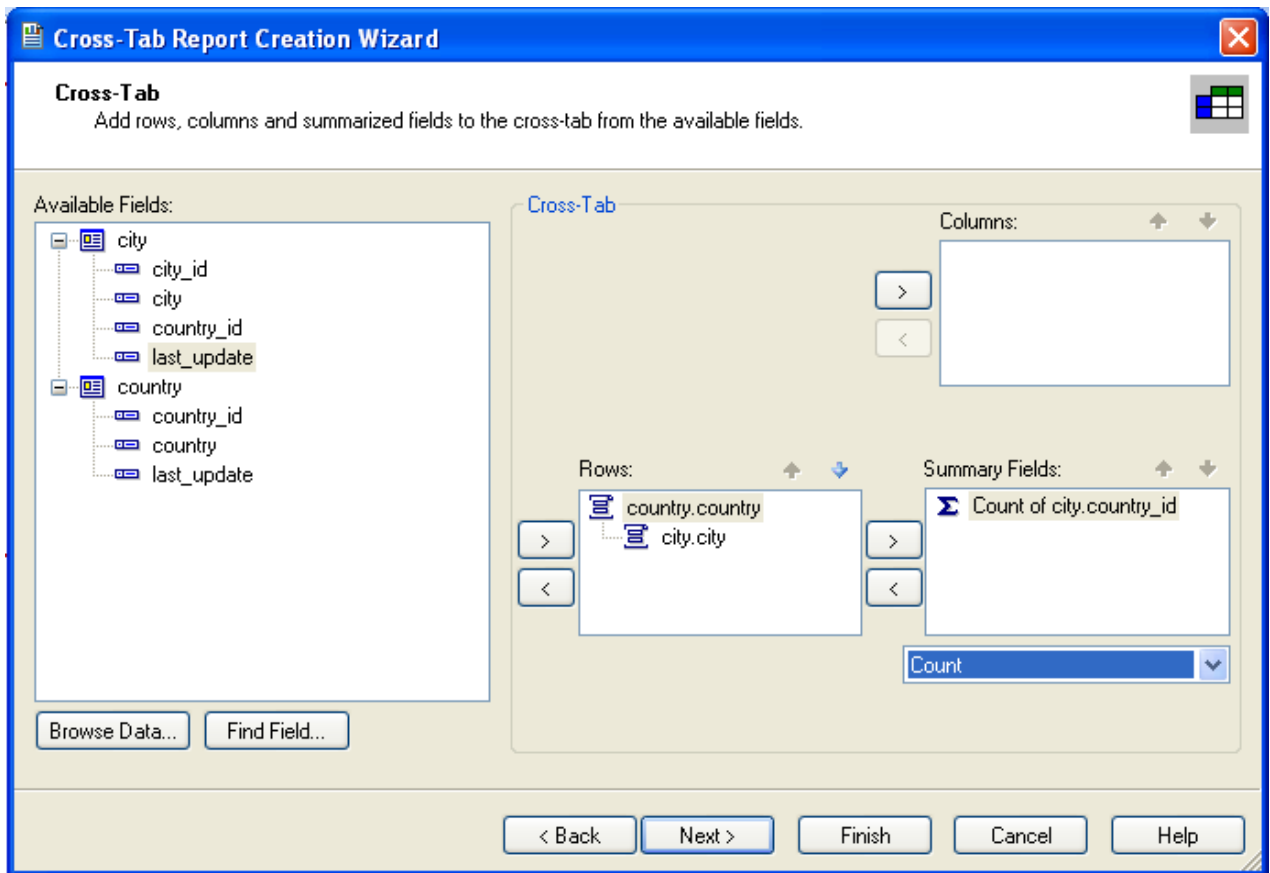 Cross-Tab Report Creation Wizard
Cross-Tab
Add rows, columns and summarized fields to the cross-tab from the available fields.
Available Fields:
city
city_id
city
country_id
last_update
country
country_id
country
last_update
Browse Data...
Find Field...
Cross-Tab
Columns:
>
<
Rows:
country.country
city.city
>
<
Summary Fields:
Σ Count of city.country_id
>
<
Count
< Back
Next >
Finish
Cancel
Help